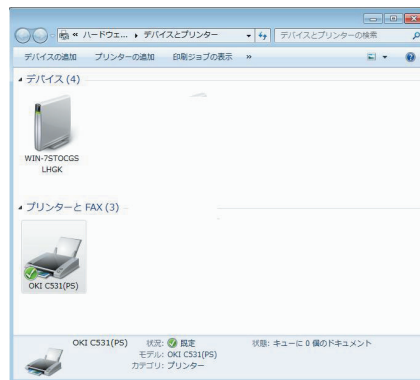 « ハードウェ... ▸ デバイスとプリンター
デバイスとプリンターの検索
デバイスの追加 プリンターの追加 印刷ジョブの表示 »
デバイス (4)
WIN-7STOCGS
LHGK
プリンターと FAX (3)
OKI C531(PS)
OKI C531(PS) 状況: 既定 状態: キューに 0 個のドキュメント
モデル: OKI C531(PS)
カテゴリ: プリンター